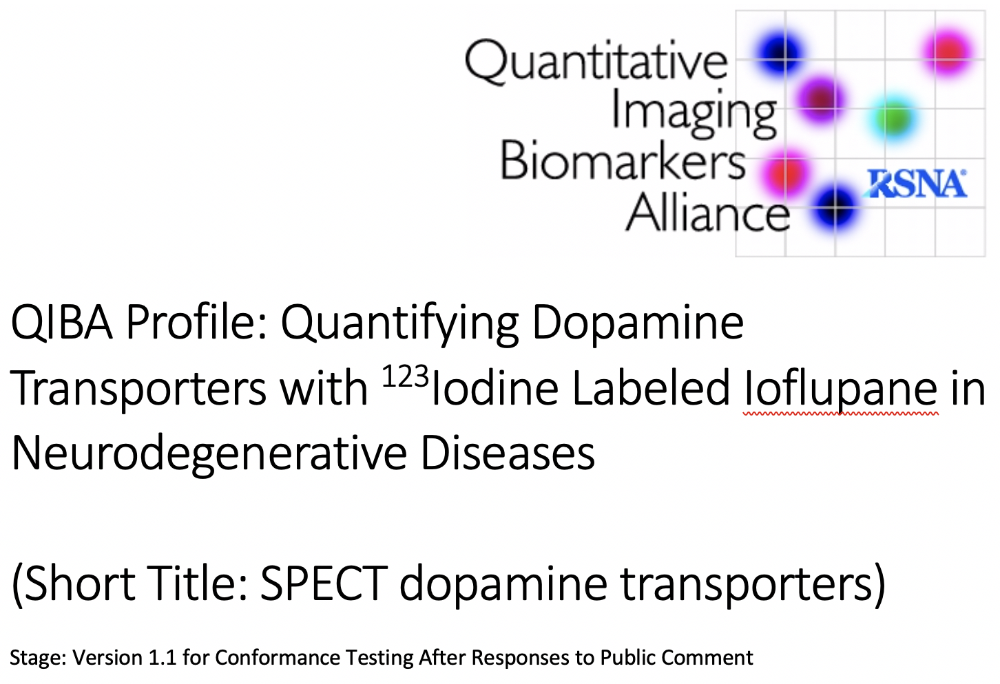 Quantitative
Imaging
Biomarkers
RSNA®
Alliance
QIBA Profile: Quantifying Dopamine
Transporters with ¹²³Iodine Labeled Ioflupane in
Neurodegenerative Diseases
(Short Title: SPECT dopamine transporters)
Stage: Version 1.1 for Conformance Testing After Responses to Public Comment